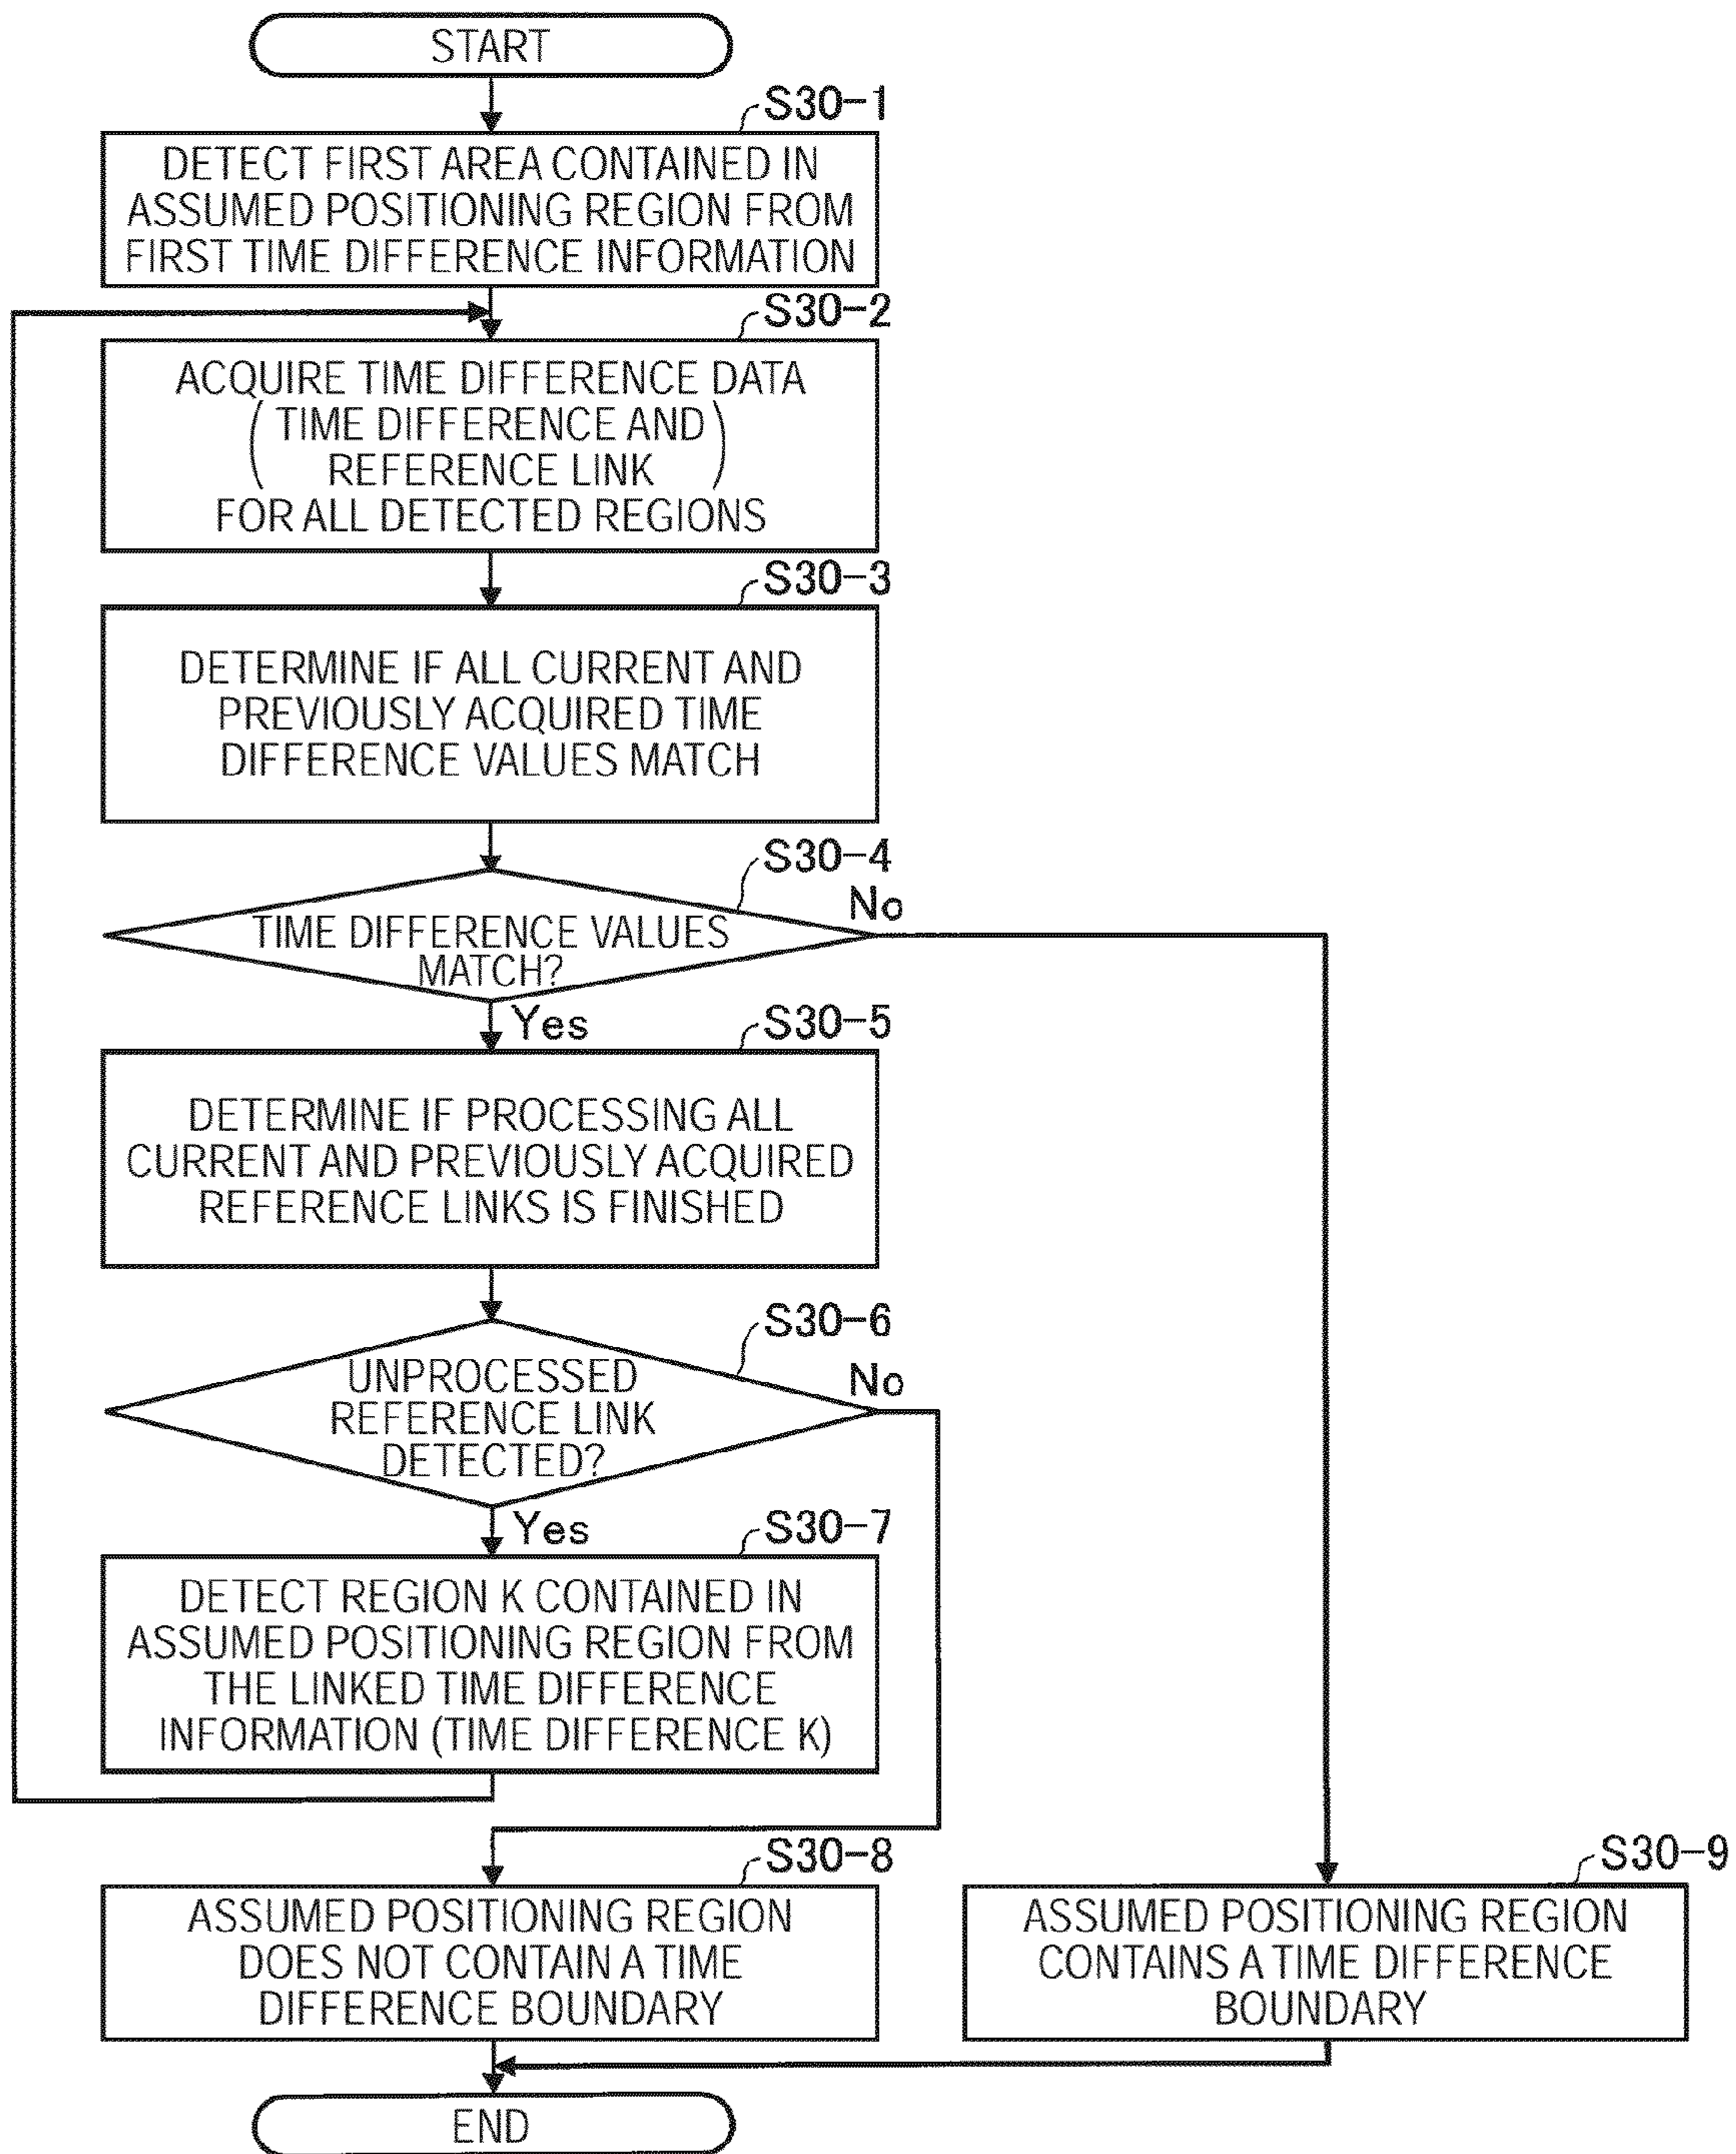 START
S30-1
DETECT FIRST AREA CONTAINED IN
ASSUMED POSITIONING REGION FROM
FIRST TIME DIFFERENCE INFORMATION
S30-2
ACQUIRE TIME DIFFERENCE DATA
( TIME DIFFERENCE AND
REFERENCE LINK )
FOR ALL DETECTED REGIONS
S30-3
DETERMINE IF ALL CURRENT AND
PREVIOUSLY ACQUIRED TIME
DIFFERENCE VALUES MATCH
S30-4
No
TIME DIFFERENCE VALUES
MATCH?
Yes
S30-5
DETERMINE IF PROCESSING ALL
CURRENT AND PREVIOUSLY ACQUIRED
REFERENCE LINKS IS FINISHED
S30-6
No
UNPROCESSED
REFERENCE LINK
DETECTED?
Yes
S30-7
DETECT REGION K CONTAINED IN
ASSUMED POSITIONING REGION FROM
THE LINKED TIME DIFFERENCE
INFORMATION (TIME DIFFERENCE K)
S30-8
ASSUMED POSITIONING REGION
DOES NOT CONTAIN A TIME
DIFFERENCE BOUNDARY
S30-9
ASSUMED POSITIONING REGION
CONTAINS A TIME DIFFERENCE
BOUNDARY
END